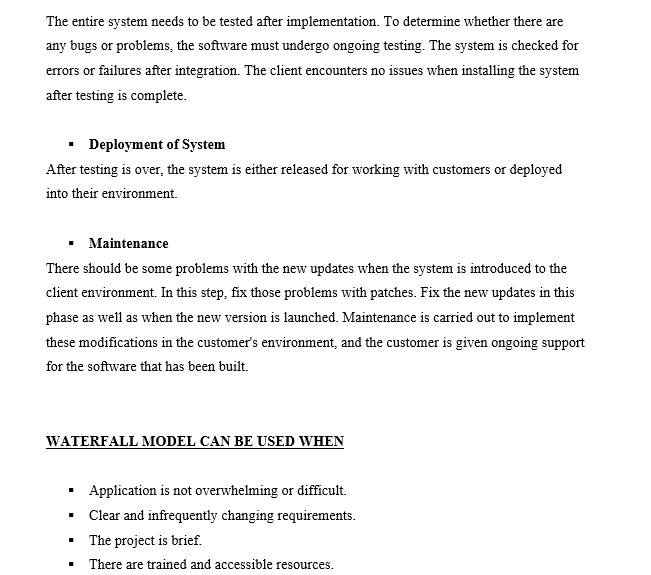 The entire system needs to be tested after implementation. To determine whether there are
any bugs or problems, the software must undergo ongoing testing. The system is checked for
errors or failures after integration. The client encounters no issues when installing the system
after testing is complete.
▪ Deployment of System
After testing is over, the system is either released for working with customers or deployed
into their environment.
▪ Maintenance
There should be some problems with the new updates when the system is introduced to the
client environment. In this step, fix those problems with patches. Fix the new updates in this
phase as well as when the new version is launched. Maintenance is carried out to implement
these modifications in the customer's environment, and the customer is given ongoing support
for the software that has been built.
WATERFALL MODEL CAN BE USED WHEN
▪ Application is not overwhelming or difficult.
▪ Clear and infrequently changing requirements.
▪ The project is brief.
▪ There are trained and accessible resources.